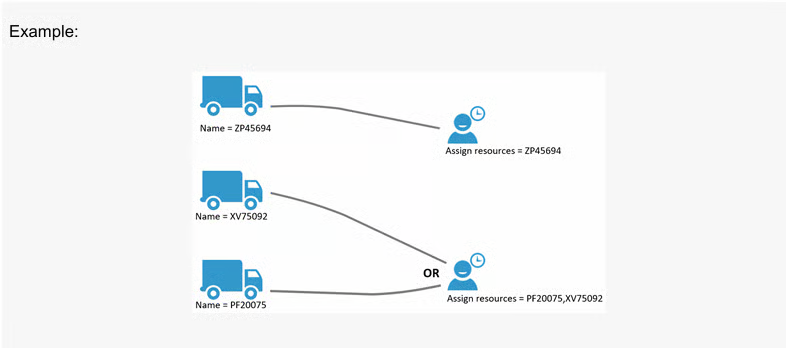 Example:
Name = ZP45694
Assign resources = ZP45694
Name = XV75092
OR
Assign resources = PF20075,XV75092
Name = PF20075